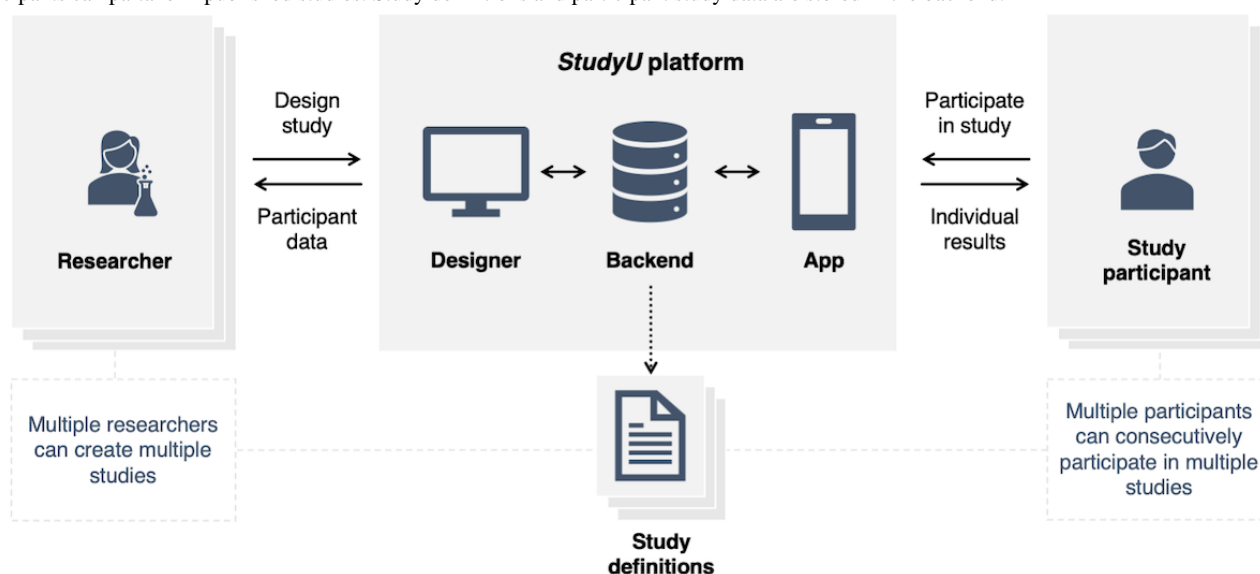 StudyU platform
Design
study
Participant
data
Researcher
Designer
Backend
App
Participate
in study
Individual
results
Study
participant
Multiple researchers
can create multiple
studies
Multiple participants
can consecutively
participate in multiple
studies
Study
definitions